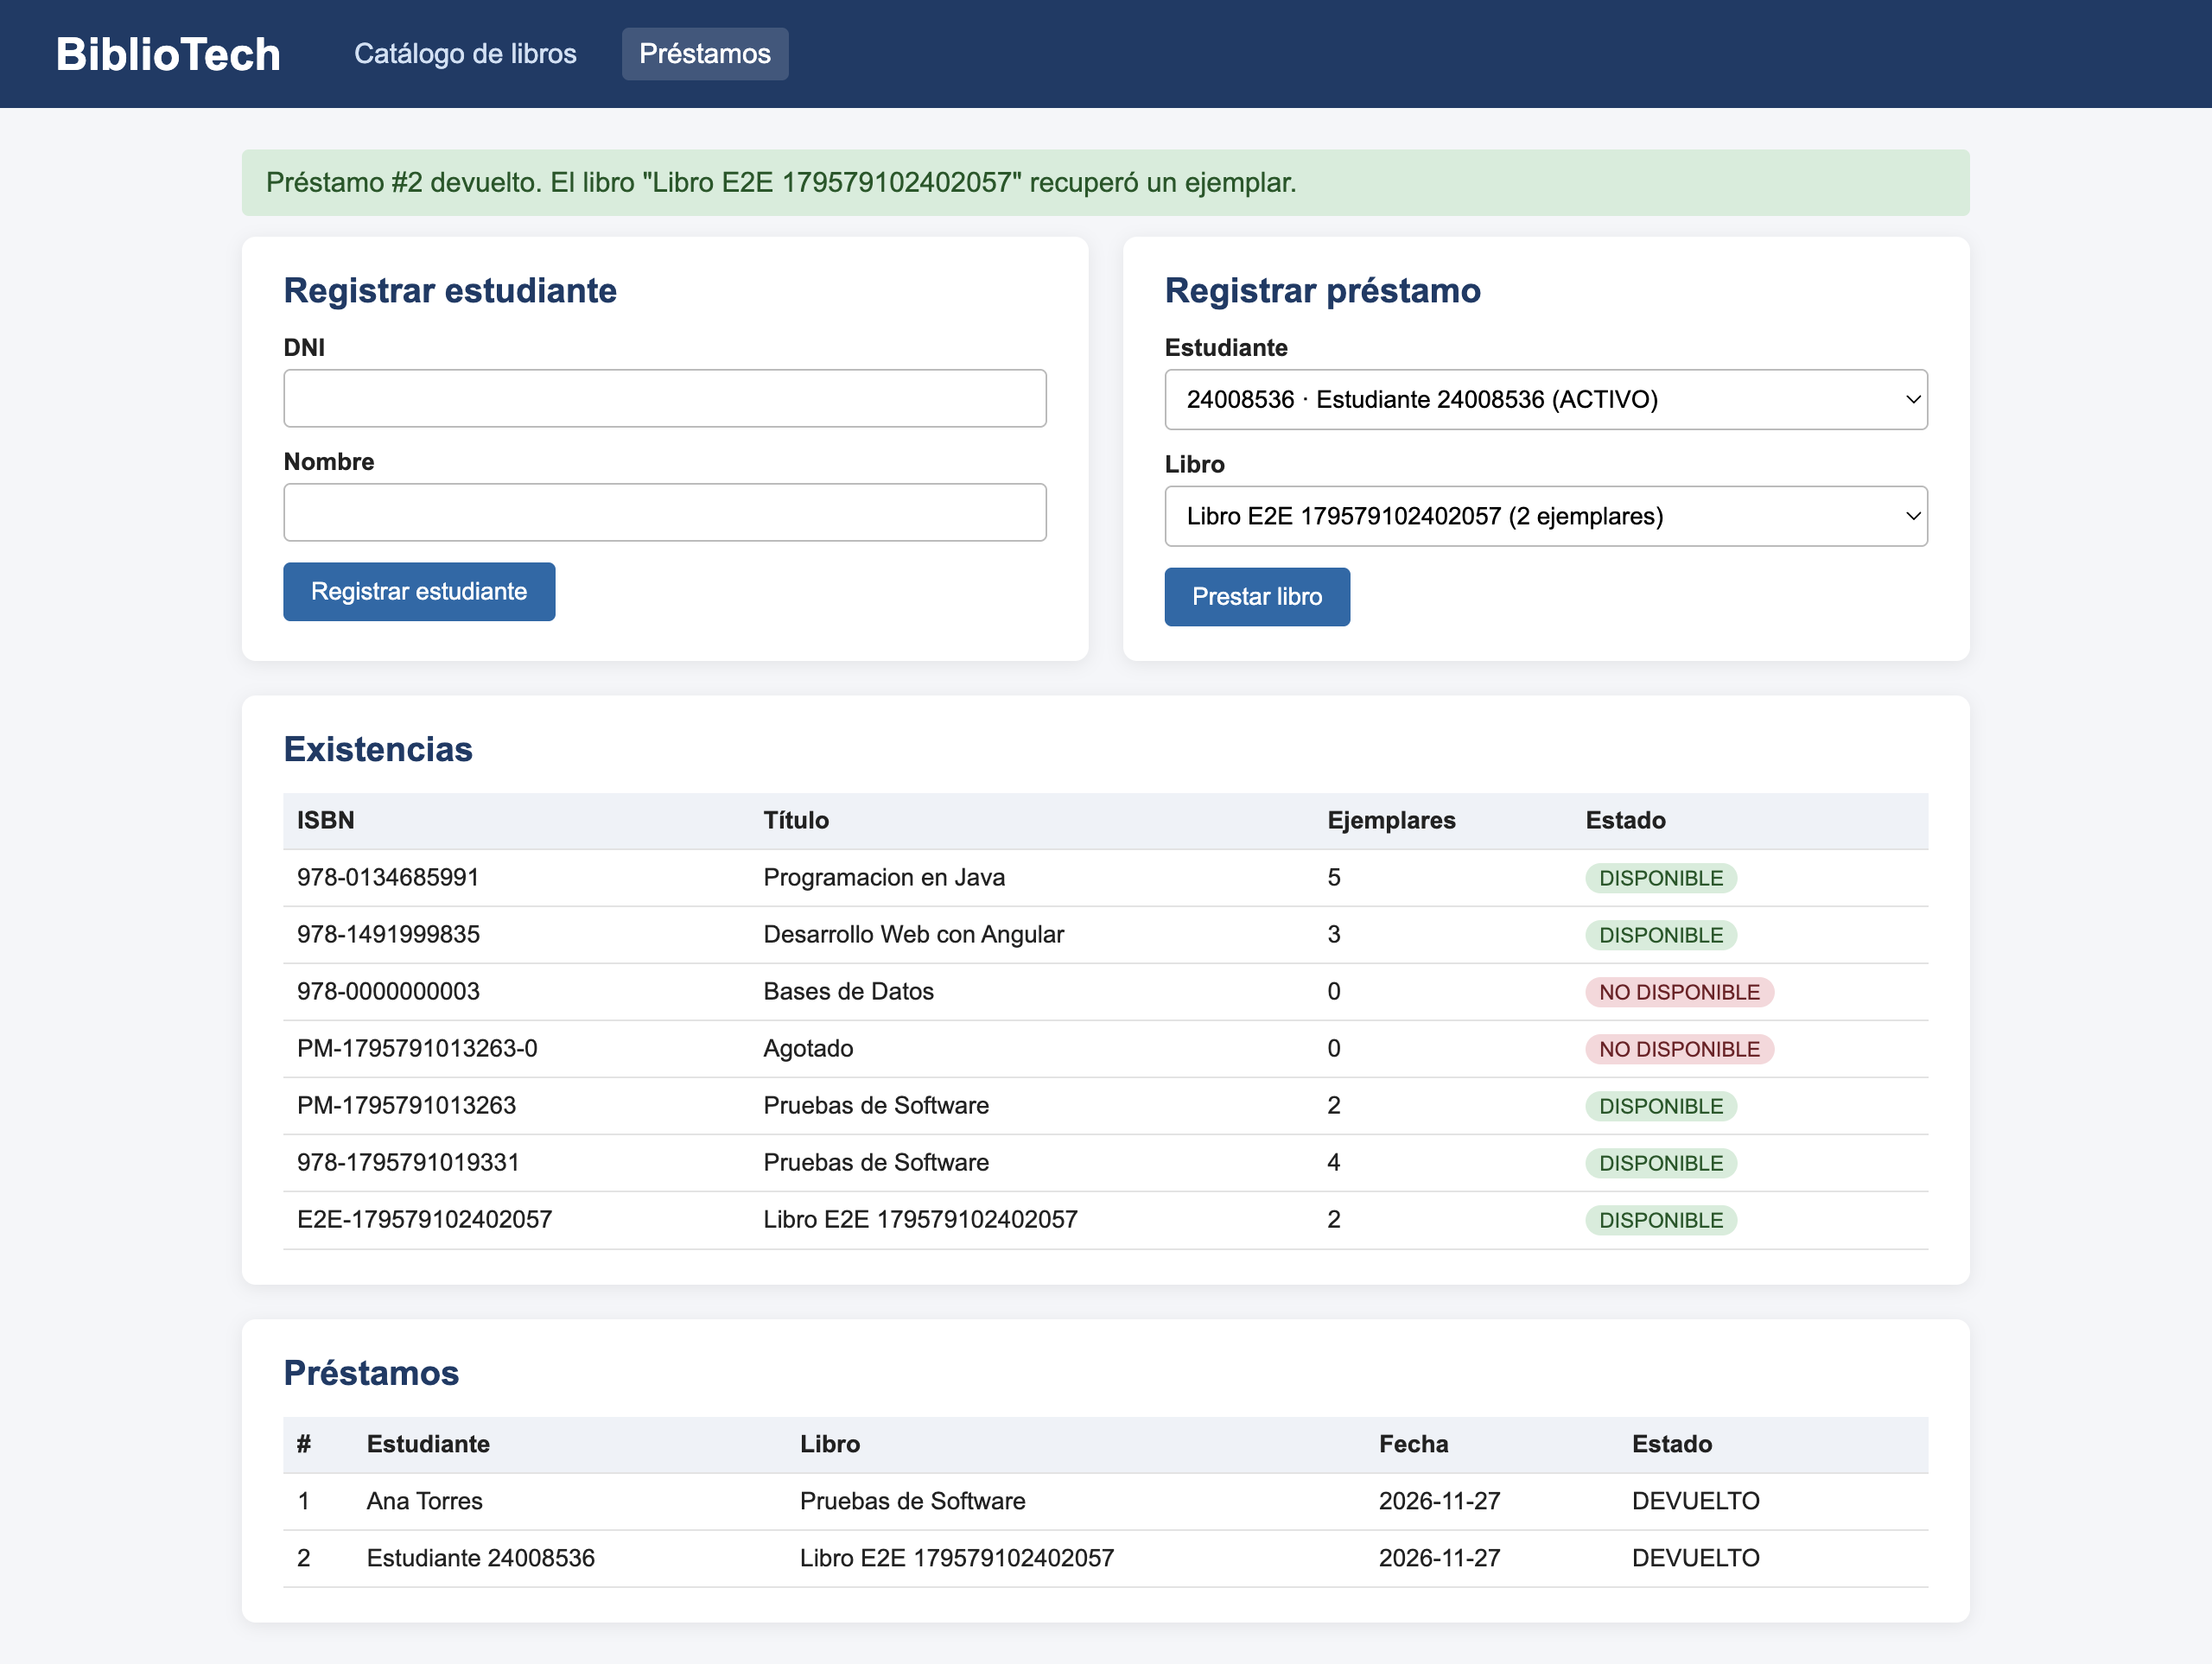 BiblioTech Catálogo de libros Préstamos
Préstamo #2 devuelto. El libro "Libro E2E 179579102402057" recuperó un ejemplar.
Registrar estudiante
DNI
Nombre
Registrar estudiante
Registrar préstamo
Estudiante
24008536 · Estudiante 24008536 (ACTIVO)
Libro
Libro E2E 179579102402057 (2 ejemplares)
Prestar libro
Existencias
ISBN Título Ejemplares Estado
978-0134685991 Programacion en Java 5 DISPONIBLE
978-1491999835 Desarrollo Web con Angular 3 DISPONIBLE
978-0000000003 Bases de Datos 0 NO DISPONIBLE
PM-1795791013263-0 Agotado 0 NO DISPONIBLE
PM-1795791013263 Pruebas de Software 2 DISPONIBLE
978-1795791019331 Pruebas de Software 4 DISPONIBLE
E2E-179579102402057 Libro E2E 179579102402057 2 DISPONIBLE
Préstamos
# Estudiante Libro Fecha Estado
1 Ana Torres Pruebas de Software 2026-11-27 DEVUELTO
2 Estudiante 24008536 Libro E2E 179579102402057 2026-11-27 DEVUELTO